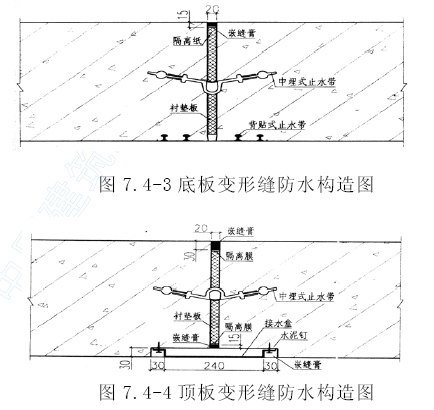 20
15
嵌缝膏
隔离纸
中埋式止水带
衬垫板
背贴式止水带
图 7.4-3 底板变形缝防水构造图
20
嵌缝膏
30
隔离膜
中埋式止水带
衬垫板
嵌缝膏
隔离膜
15
接水盒
水泥钉
30
30
240
30
嵌缝膏
图 7.4-4 顶板变形缝防水构造图